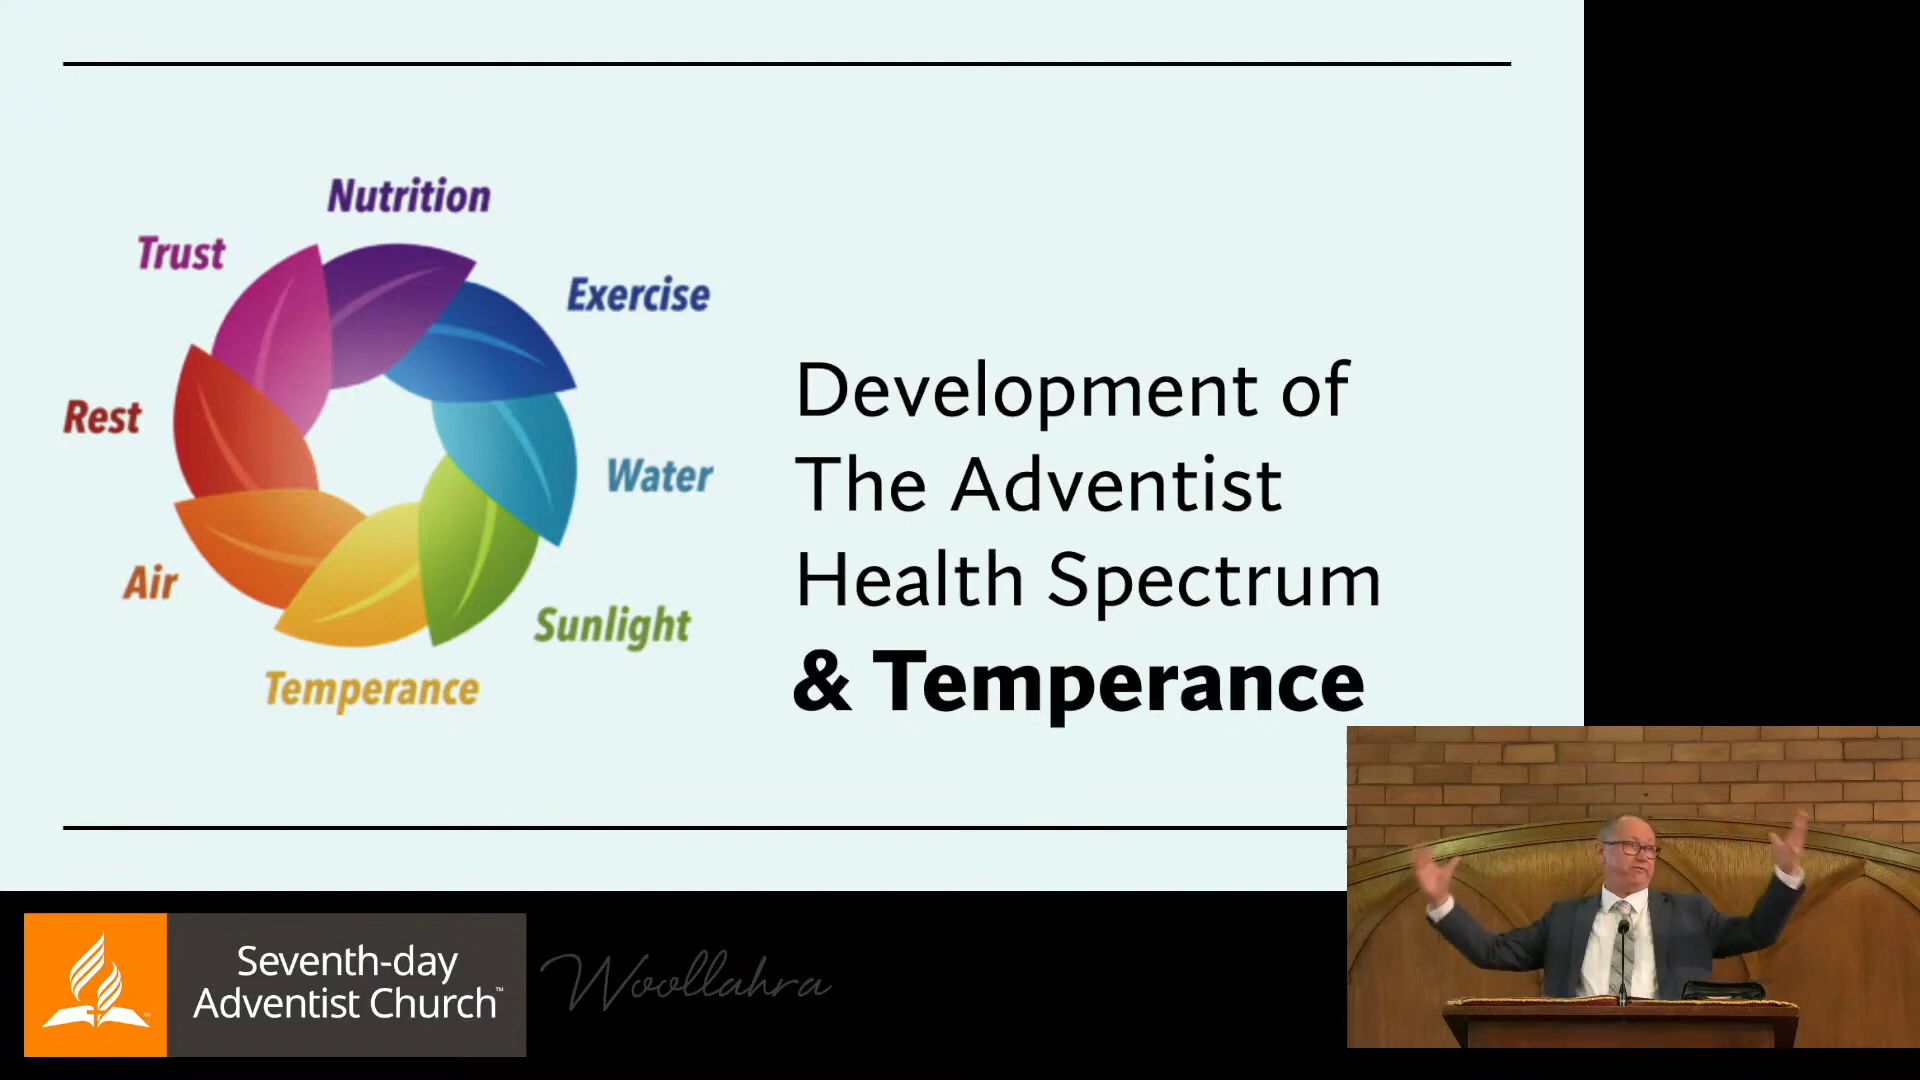 Nutrition
Trust
Exercise
Rest
Water
Air
Sunlight
Temperance
Development of
The Adventist
Health Spectrum
& Temperance
Seventh-day
Adventist Church™
Woollahra